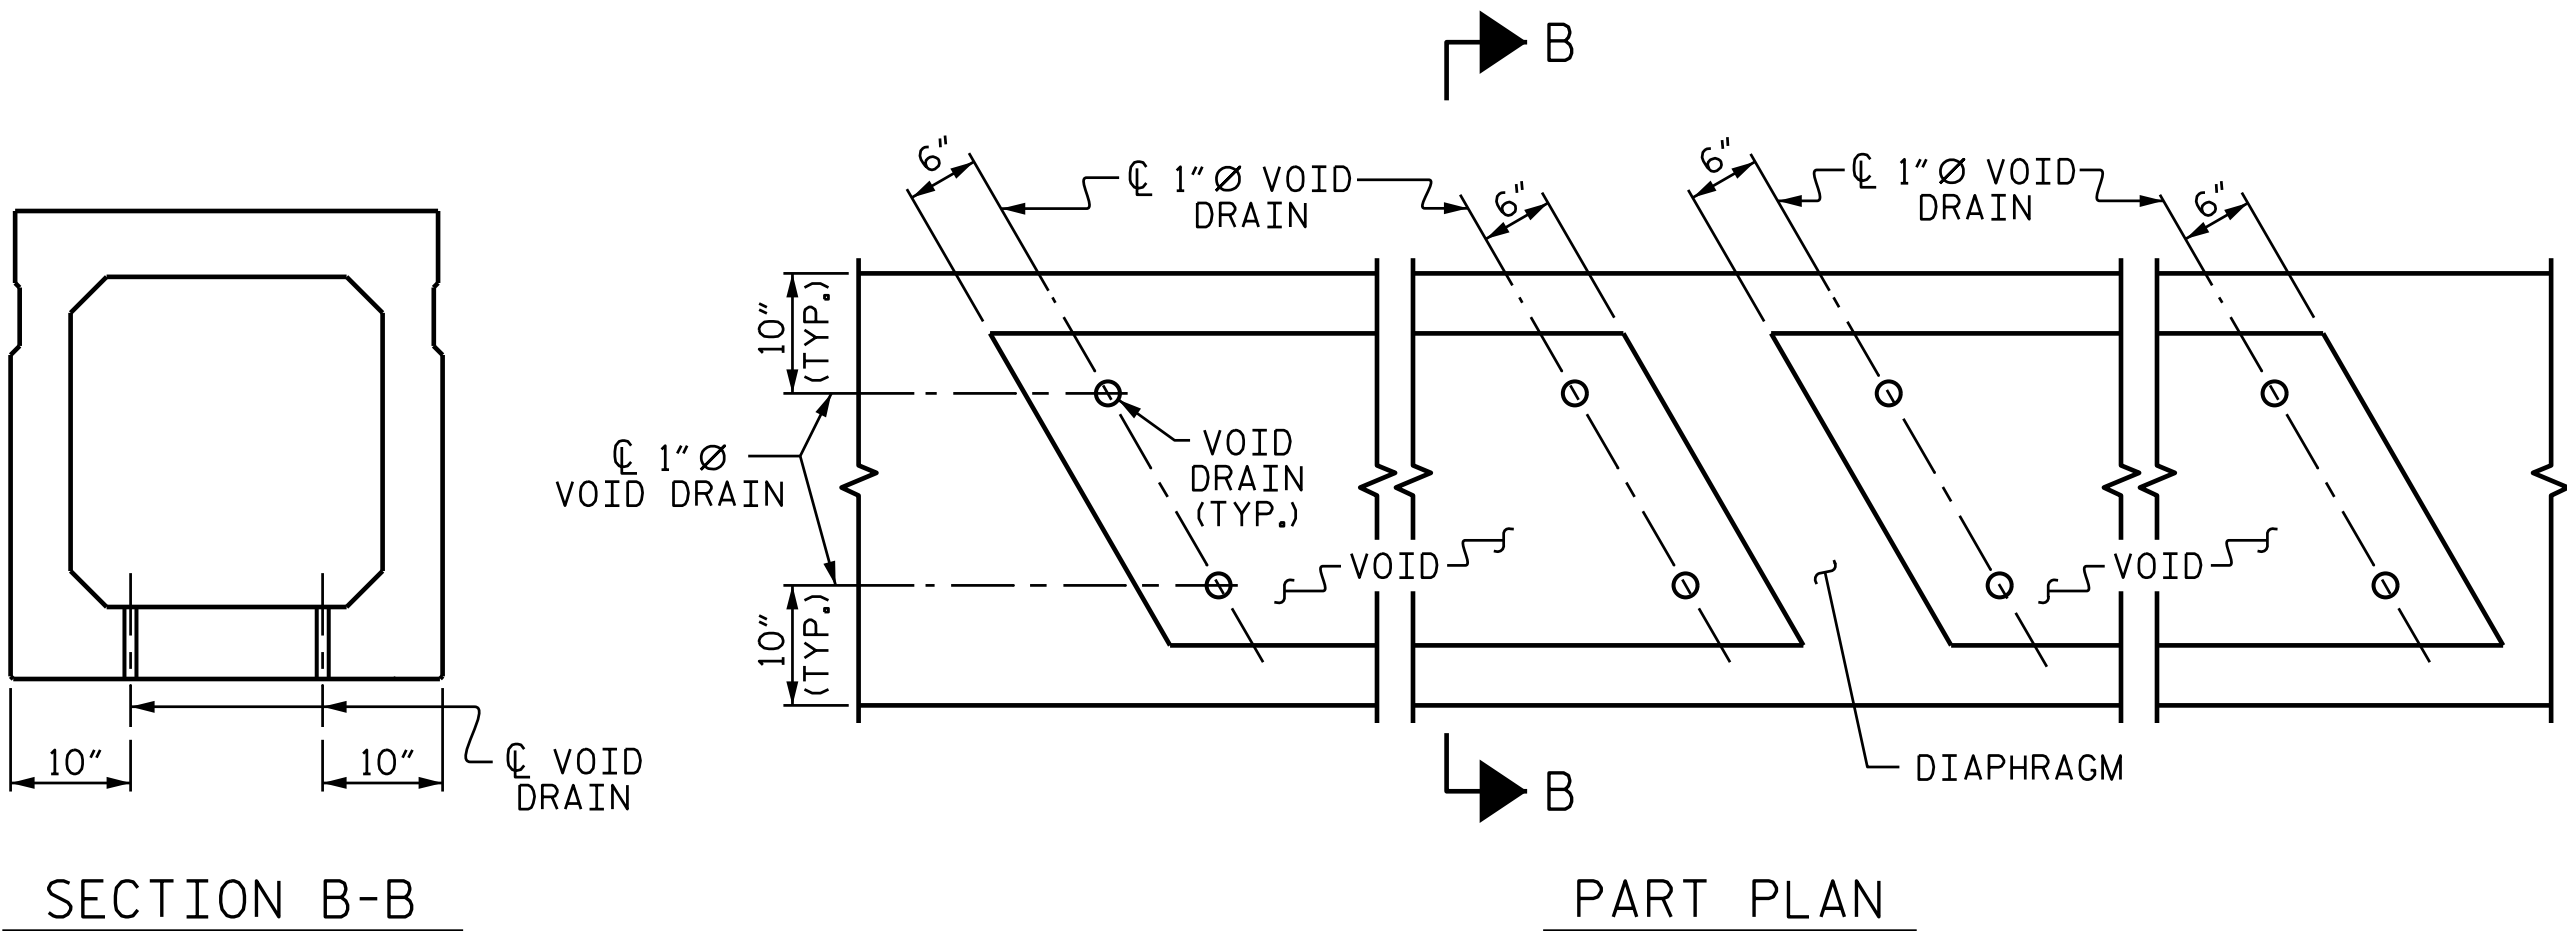 B
6"
℄ 1"Ø VOID
DRAIN
6"
6"
℄ 1"Ø VOID
DRAIN
6"
10"
(TYP.)
℄ 1"Ø
VOID DRAIN
VOID
DRAIN
(TYP.)
VOID
VOID
10"
(TYP.)
10"
10"
℄ VOID
DRAIN
DIAPHRAGM
B
SECTION B-B
PART PLAN